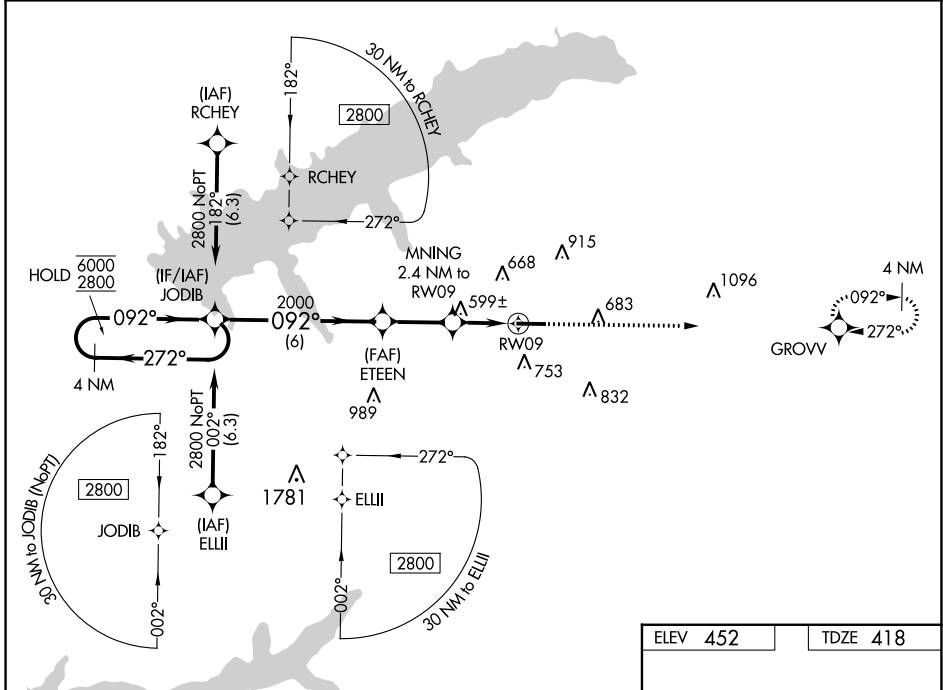 (IAF)
RCHEY
182°
30 NM to RCHEY
2800
RCHEY
272°
2800 NoPT
182°
(6.3)
HOLD 6000
2800
(IF/IAF)
JODIB
092°
272°
4 NM
2000
092°
(6)
(FAF)
ETEEN
989
MNING
2.4 NM to
RW09
599±
668
915
683
1096
RW09
753
832
4 NM
092°
272°
GROVV
2800 NoPT
002°
(6.3)
(IAF)
ELLII
30 NM to JODIB (NoPT)
182°
2800
JODIB
002°
1781
272°
ELLII
2800
002°
30 NM to ELLII
ELEV 452
TDZE 418